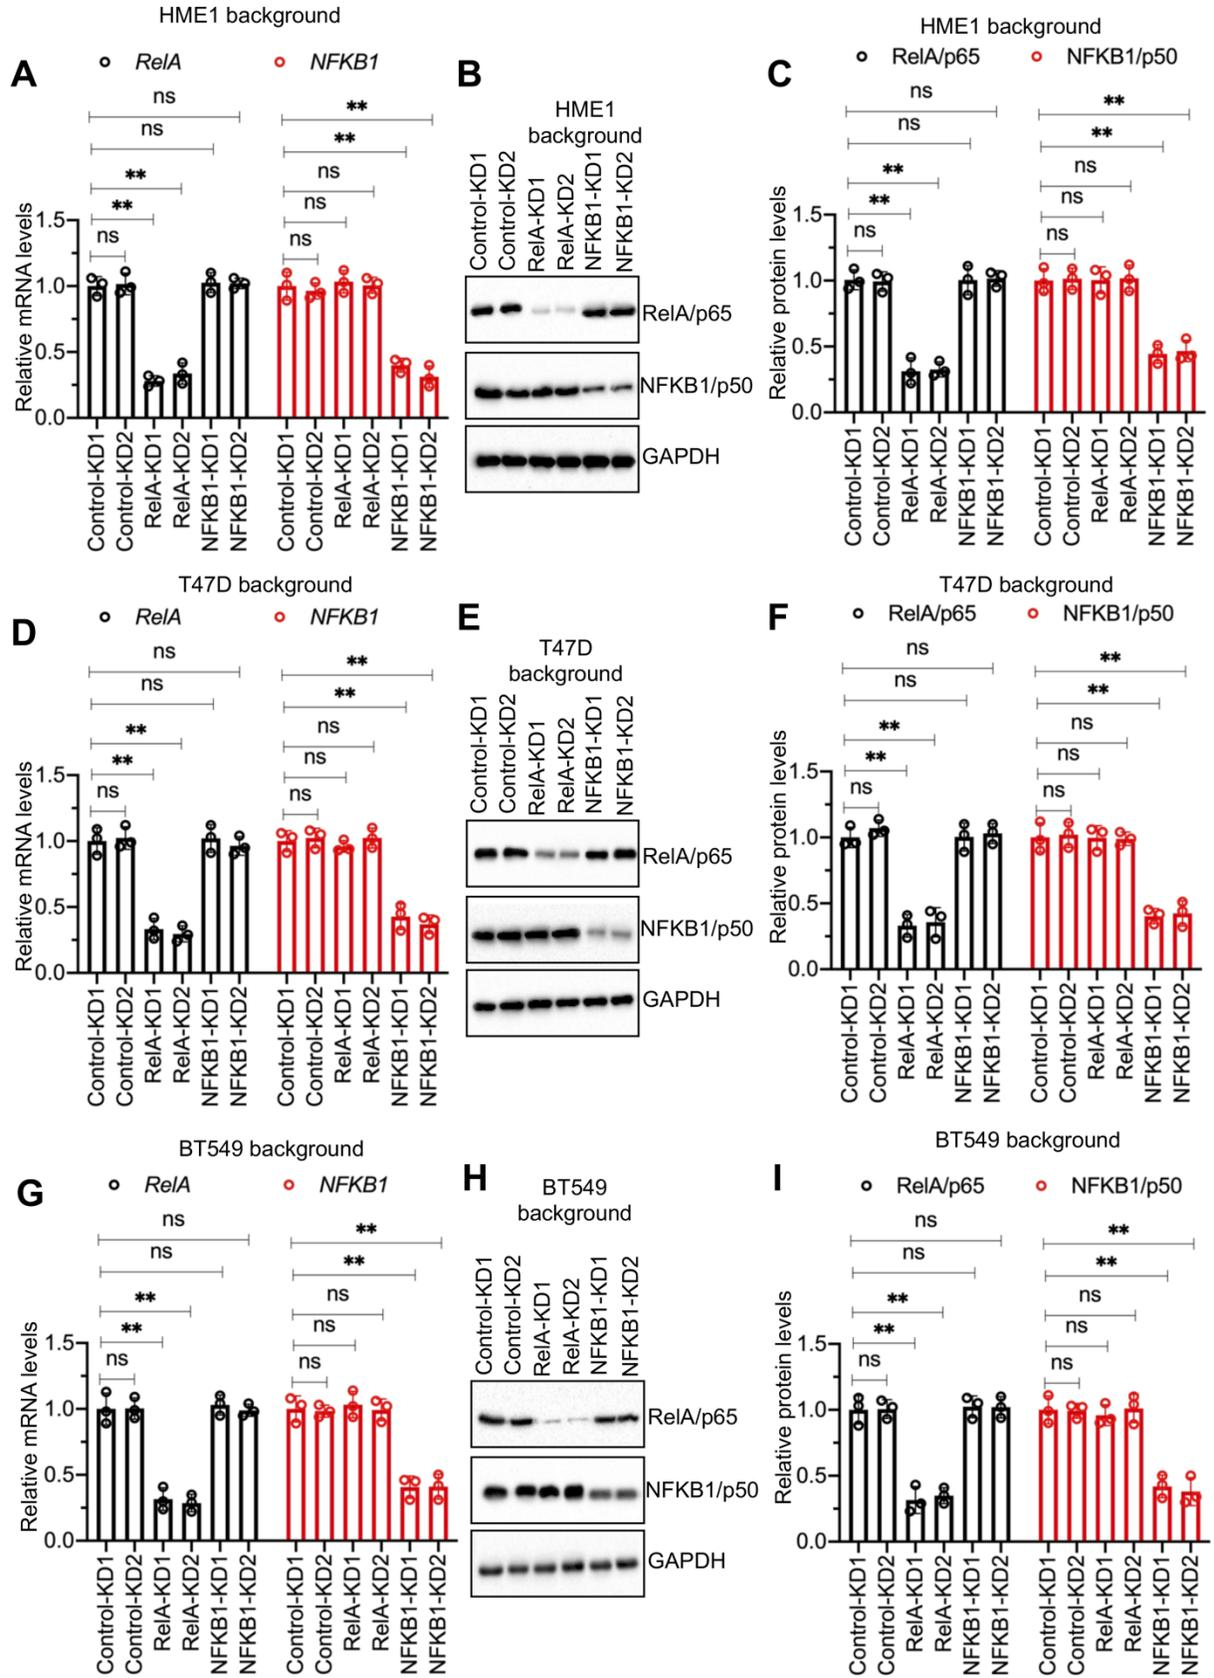 HME1 background
A
RelA
NFKB1
ns
ns
**
**
ns
**
**
ns
ns
ns
Relative mRNA levels
1.5
1.0
0.5
0.0
Control-KD1
Control-KD2
RelA-KD1
RelA-KD2
NFKB1-KD1
NFKB1-KD2
Control-KD1
Control-KD2
RelA-KD1
RelA-KD2
NFKB1-KD1
NFKB1-KD2
B
HME1
background
Control-KD1
Control-KD2
RelA-KD1
RelA-KD2
NFKB1-KD1
NFKB1-KD2
RelA/p65
NFKB1/p50
GAPDH
HME1 background
C
RelA/p65
NFKB1/p50
ns
ns
**
**
ns
**
**
ns
ns
ns
Relative protein levels
1.5
1.0
0.5
0.0
Control-KD1
Control-KD2
RelA-KD1
RelA-KD2
NFKB1-KD1
NFKB1-KD2
Control-KD1
Control-KD2
RelA-KD1
RelA-KD2
NFKB1-KD1
NFKB1-KD2
T47D background
D
RelA
NFKB1
ns
ns
**
**
ns
**
**
ns
ns
ns
Relative mRNA levels
1.5
1.0
0.5
0.0
Control-KD1
Control-KD2
RelA-KD1
RelA-KD2
NFKB1-KD1
NFKB1-KD2
Control-KD1
Control-KD2
RelA-KD1
RelA-KD2
NFKB1-KD1
NFKB1-KD2
E
T47D
background
Control-KD1
Control-KD2
RelA-KD1
RelA-KD2
NFKB1-KD1
NFKB1-KD2
RelA/p65
NFKB1/p50
GAPDH
T47D background
F
RelA/p65
NFKB1/p50
ns
ns
**
**
ns
**
**
ns
ns
ns
Relative protein levels
1.5
1.0
0.5
0.0
Control-KD1
Control-KD2
RelA-KD1
RelA-KD2
NFKB1-KD1
NFKB1-KD2
Control-KD1
Control-KD2
RelA-KD1
RelA-KD2
NFKB1-KD1
NFKB1-KD2
BT549 background
G
RelA
NFKB1
ns
ns
**
**
ns
**
**
ns
ns
ns
Relative mRNA levels
1.5
1.0
0.5
0.0
Control-KD1
Control-KD2
RelA-KD1
RelA-KD2
NFKB1-KD1
NFKB1-KD2
Control-KD1
Control-KD2
RelA-KD1
RelA-KD2
NFKB1-KD1
NFKB1-KD2
H
BT549
background
Control-KD1
Control-KD2
RelA-KD1
RelA-KD2
NFKB1-KD1
NFKB1-KD2
RelA/p65
NFKB1/p50
GAPDH
BT549 background
I
RelA/p65
NFKB1/p50
ns
ns
**
**
ns
**
**
ns
ns
ns
Relative protein levels
1.5
1.0
0.5
0.0
Control-KD1
Control-KD2
RelA-KD1
RelA-KD2
NFKB1-KD1
NFKB1-KD2
Control-KD1
Control-KD2
RelA-KD1
RelA-KD2
NFKB1-KD1
NFKB1-KD2